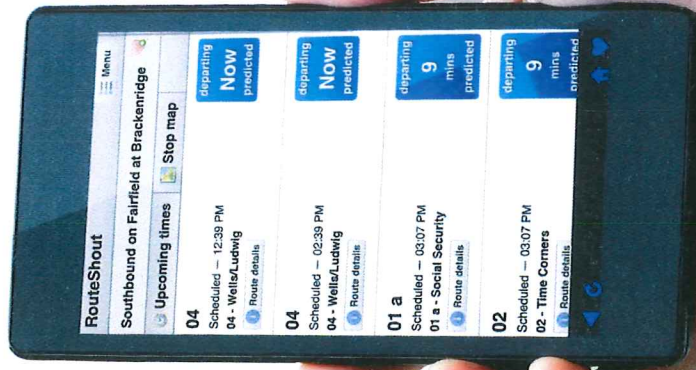 RouteShout
Menu
Southbound on Fairfield at Brackenridge
Upcoming times
Stop map
04
Scheduled — 12:39 PM
04 - Wells/Ludwig
Route details
departing
Now
predicted
04
Scheduled — 02:39 PM
04 - Wells/Ludwig
Route details
departing
Now
predicted
01 a
Scheduled — 03:07 PM
01 a - Social Security
Route details
departing
9
mins
predicted
02
Scheduled — 03:07 PM
02 - Time Corners
Route details
departing
9
mins
predicted